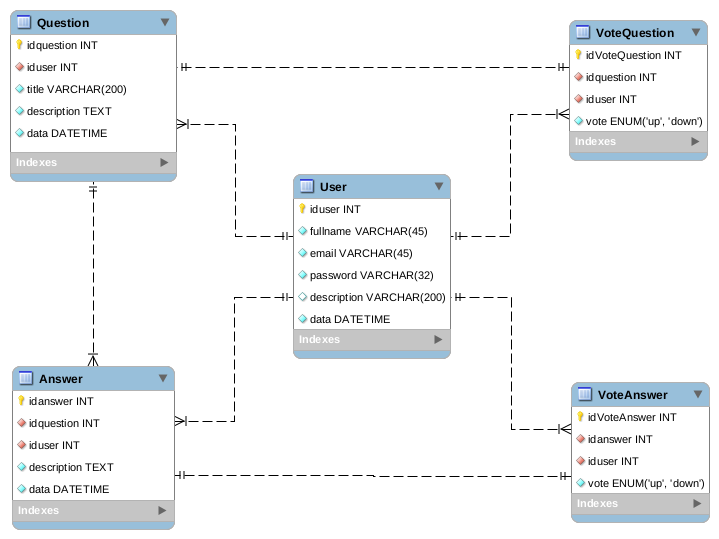 Question
idquestion INT
iduser INT
title VARCHAR(200)
description TEXT
data DATETIME
Indexes
VoteQuestion
idVoteQuestion INT
idquestion INT
iduser INT
vote ENUM('up', 'down')
Indexes
User
iduser INT
fullname VARCHAR(45)
email VARCHAR(45)
password VARCHAR(32)
description VARCHAR(200)
data DATETIME
Indexes
Answer
idanswer INT
idquestion INT
iduser INT
description TEXT
data DATETIME
Indexes
VoteAnswer
idVoteAnswer INT
idanswer INT
iduser INT
vote ENUM('up', 'down')
Indexes